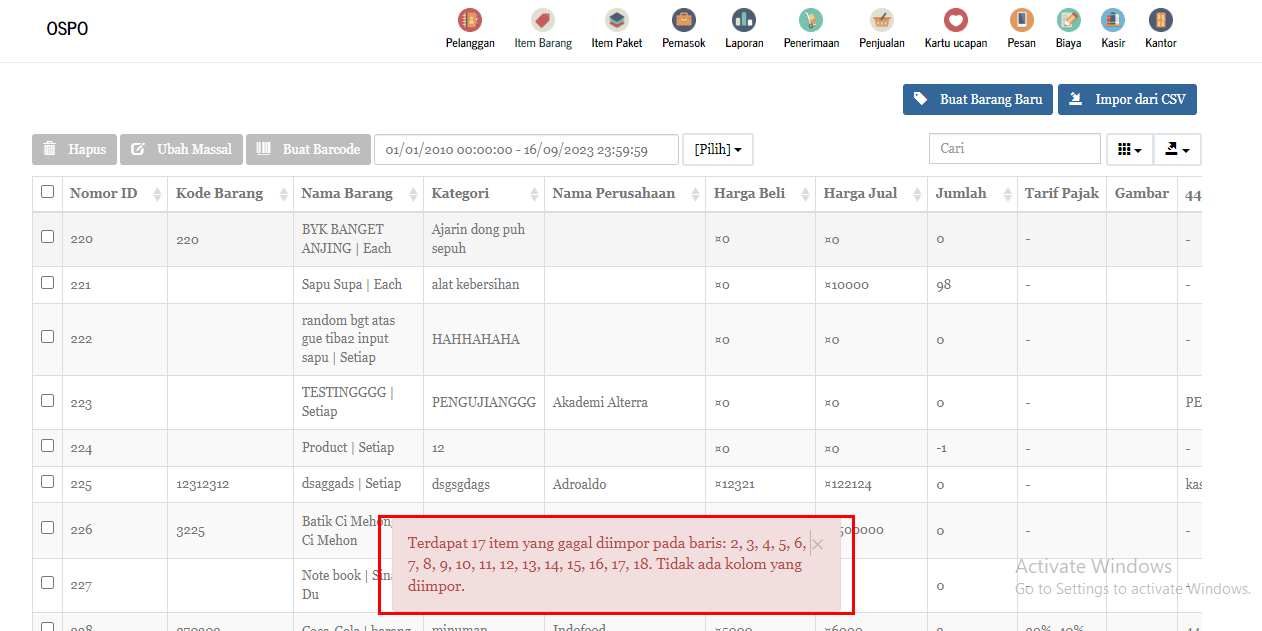 OSPO
Pelanggan Item Barang Item Paket Pemasok Laporan Penerimaan Penjualan Kartu ucapan Pesan Biaya Kasir Kantor
Buat Barang Baru Impor dari CSV
Hapus Ubah Massal Buat Barcode 01/01/2010 00:00:00 - 16/09/2023 23:59:59 [Pilih] Cari
Nomor ID Kode Barang Nama Barang Kategori Nama Perusahaan Harga Beli Harga Jual Jumlah Tarif Pajak Gambar 44
220 220 BYK BANGET ANJING | Each Ajarin dong puh sepuh ¤0 ¤0 0 - -
221 Sapu Supa | Each alat kebersihan ¤0 ¤10000 98 - -
222 random bgt atas gue tiba2 input sapu | Setiap HAHHAHAHA ¤0 ¤0 0 - -
223 TESTINGGGG | Setiap PENGUJIANGGG Akademi Alterra ¤0 ¤0 0 - PE
224 Product | Setiap 12 ¤0 ¤0 -1 - -
225 12312312 dsaggads | Setiap dsgsgdags Adroaldo ¤12321 ¤122124 0 - kas
226 3225 Batik Ci Mehon Ci Mehon 500000 0 - -
227 Note book | Sin Du 0 - -
Terdapat 17 item yang gagal diimpor pada baris: 2, 3, 4, 5, 6,
7, 8, 9, 10, 11, 12, 13, 14, 15, 16, 17, 18. Tidak ada kolom yang
diimpor.
Activate Windows
Go to Settings to activate Windows.
228 Coca-Cola | barang minuman Indofood ¤5000 ¤6000